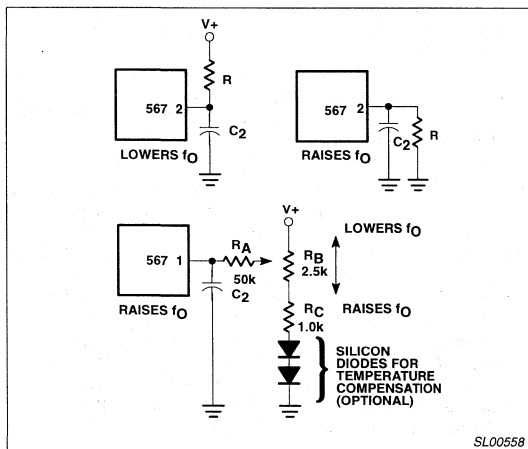 V+
R
567 2
C2
LOWERS fO
567 2
C2
R
RAISES fO
V+
LOWERS fO
567 1
RA
50k
C2
RAISES fO
RB
2.5k
RC
1.0k
RAISES fO
SILICON
DIODES FOR
TEMPERATURE
COMPENSATION
(OPTIONAL)
SL00558